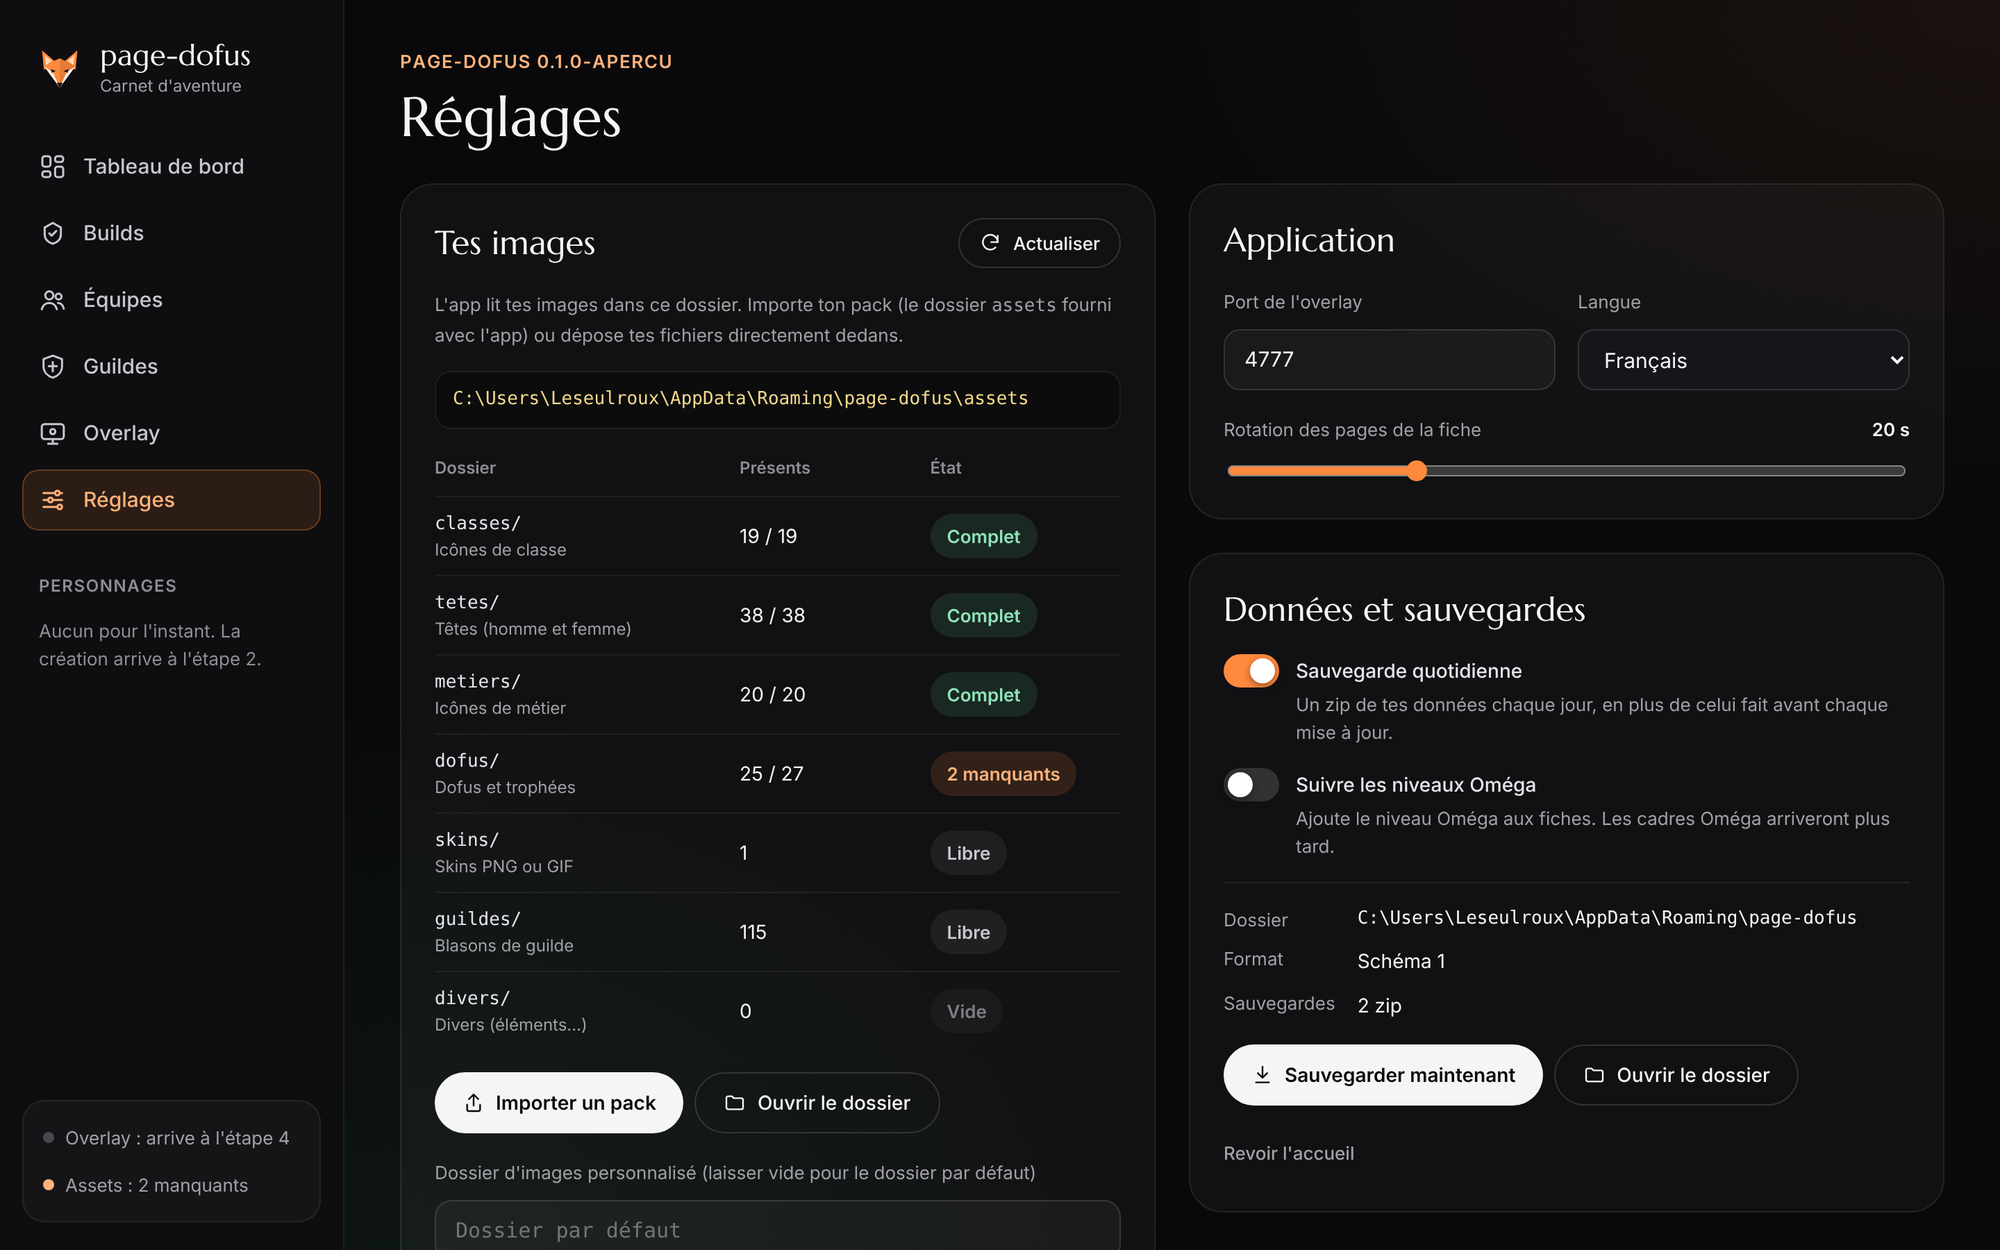 page-dofus
Carnet d'aventure
Tableau de bord
Builds
Équipes
Guildes
Overlay
Réglages
PERSONNAGES
Aucun pour l'instant. La
création arrive à l'étape 2.
Overlay : arrive à l'étape 4
Assets : 2 manquants
PAGE-DOFUS 0.1.0-APERCU
Réglages
Tes images
Actualiser
L'app lit tes images dans ce dossier. Importe ton pack (le dossier assets fourni
avec l'app) ou dépose tes fichiers directement dedans.
C:\Users\Leseulroux\AppData\Roaming\page-dofus\assets
Dossier Présents État
classes/
Icônes de classe
19 / 19
Complet
tetes/
Têtes (homme et femme)
38 / 38
Complet
metiers/
Icônes de métier
20 / 20
Complet
dofus/
Dofus et trophées
25 / 27
2 manquants
skins/
Skins PNG ou GIF
1
Libre
guildes/
Blasons de guilde
115
Libre
divers/
Divers (éléments…)
0
Vide
Importer un pack
Ouvrir le dossier
Dossier d'images personnalisé (laisser vide pour le dossier par défaut)
Dossier par défaut
Application
Port de l'overlay
4777
Langue
Français
Rotation des pages de la fiche 20 s
Données et sauvegardes
Sauvegarde quotidienne
Un zip de tes données chaque jour, en plus de celui fait avant chaque
mise à jour.
Suivre les niveaux Oméga
Ajoute le niveau Oméga aux fiches. Les cadres Oméga arriveront plus
tard.
Dossier C:\Users\Leseulroux\AppData\Roaming\page-dofus
Format Schéma 1
Sauvegardes 2 zip
Sauvegarder maintenant
Ouvrir le dossier
Revoir l'accueil